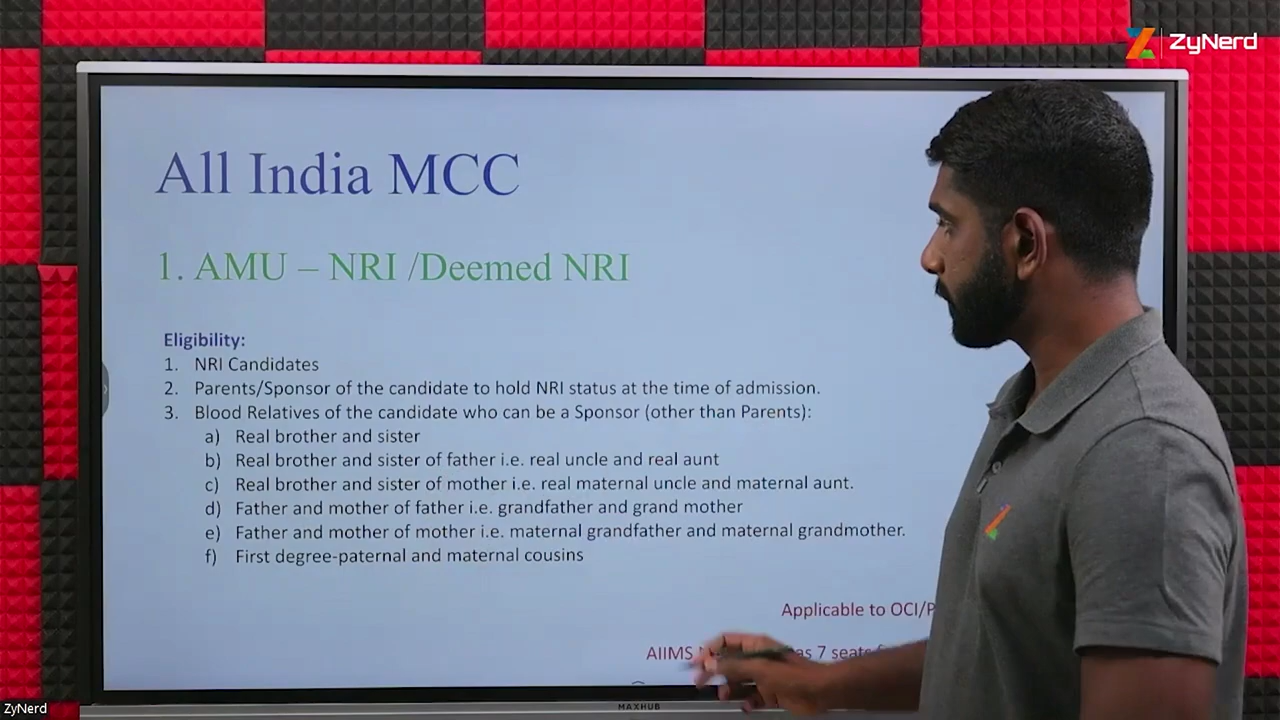 ZyNerd
All India MCC
1. AMU – NRI /Deemed NRI
Eligibility:
1. NRI Candidates
2. Parents/Sponsor of the candidate to hold NRI status at the time of admission.
3. Blood Relatives of the candidate who can be a Sponsor (other than Parents):
a) Real brother and sister
b) Real brother and sister of father i.e. real uncle and real aunt
c) Real brother and sister of mother i.e. real maternal uncle and maternal aunt.
d) Father and mother of father i.e. grandfather and grand mother
e) Father and mother of mother i.e. maternal grandfather and maternal grandmother.
f) First degree-paternal and maternal cousins
Applicable to OCI/P
AIIMS as 7 seats
MAXHUB
ZyNerd